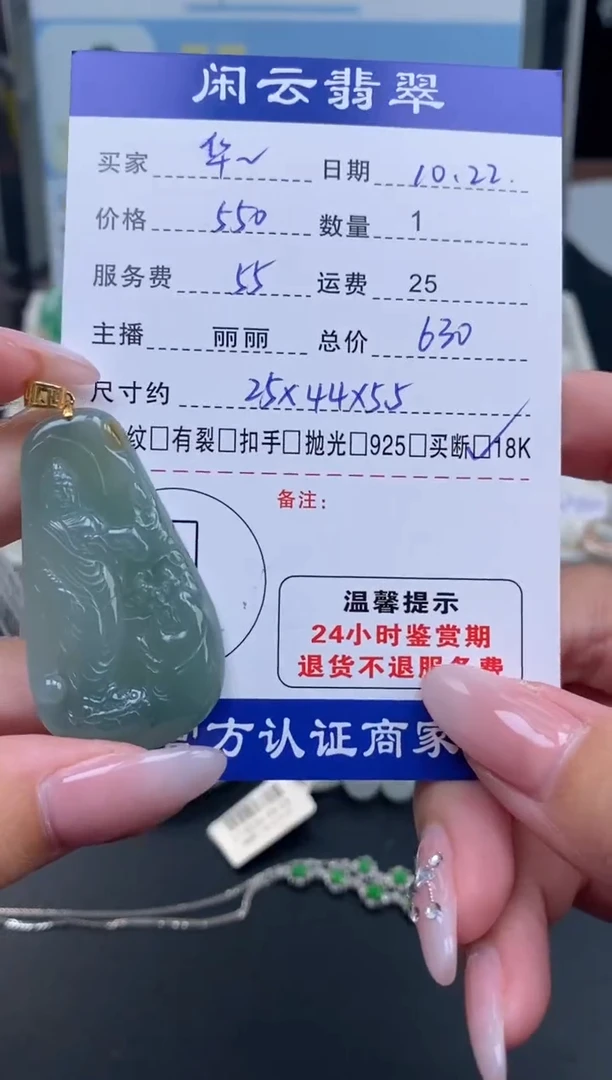 闲云翡翠
买家 华~ 日期 10.22.
价格 550 数量 1
服务费 55 运费 25
主播 丽丽 总价 630
尺寸约 25×44×55
纹□有裂□扣手□抛光□925□买断☑18K
备注：
温馨提示
24小时鉴赏期
退货不退服务费
方认证商家